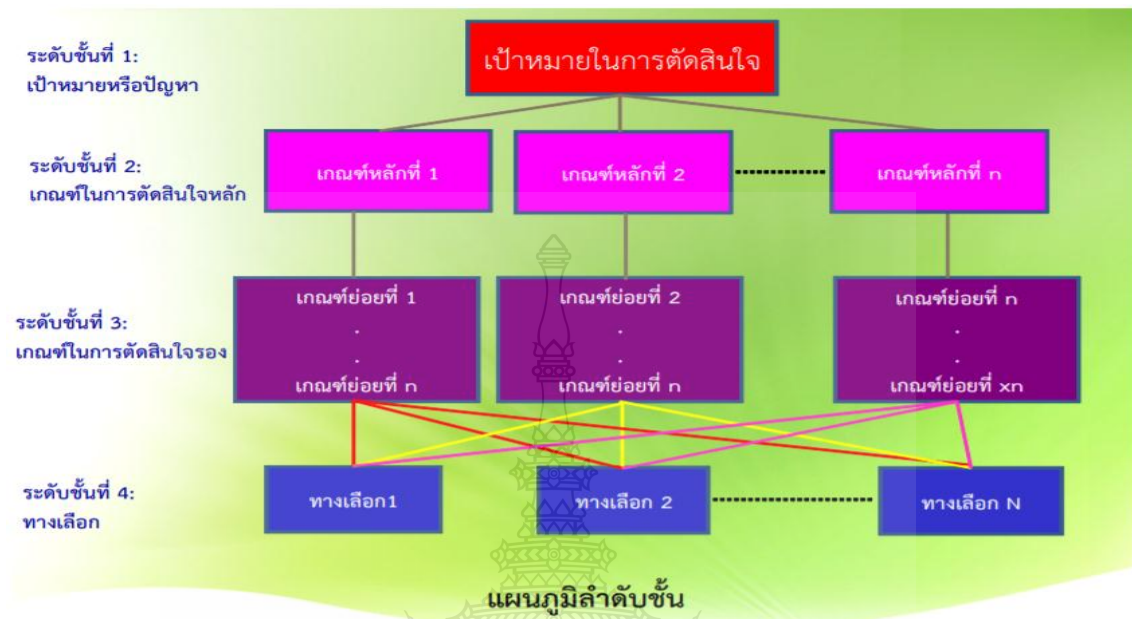 ระดับชั้นที่ 1:
เป้าหมายหรือปัญหา
เป้าหมายในการตัดสินใจ
ระดับชั้นที่ 2:
เกณฑ์ในการตัดสินใจหลัก
เกณฑ์หลักที่ 1
เกณฑ์หลักที่ 2
เกณฑ์หลักที่ n
ระดับชั้นที่ 3:
เกณฑ์ในการตัดสินใจรอง
เกณฑ์ย่อยที่ 1
.
.
เกณฑ์ย่อยที่ n
เกณฑ์ย่อยที่ 2
.
.
เกณฑ์ย่อยที่ n
เกณฑ์ย่อยที่ n
.
.
เกณฑ์ย่อยที่ xn
ระดับชั้นที่ 4:
ทางเลือก
ทางเลือก1
ทางเลือก 2
ทางเลือก N
แผนภูมิลำดับชั้น